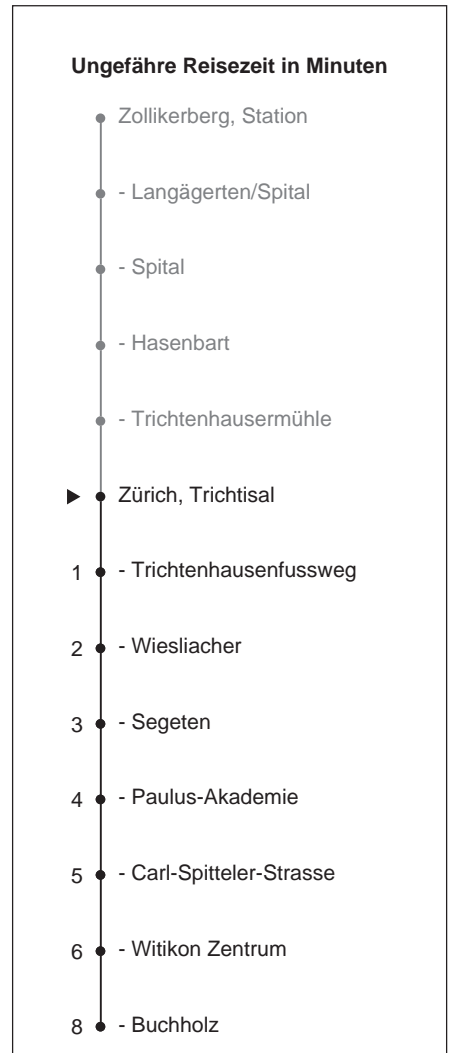 Ungefähre Reisezeit in Minuten
Zollikerberg, Station
- Langägerten/Spital
- Spital
- Hasenbart
- Trichtenhausermühle
Zürich, Trichtisal
1 - Trichtenhausenfussweg
2 - Wiesliacher
3 - Segeten
4 - Paulus-Akademie
5 - Carl-Spitteler-Strasse
6 - Witikon Zentrum
8 - Buchholz